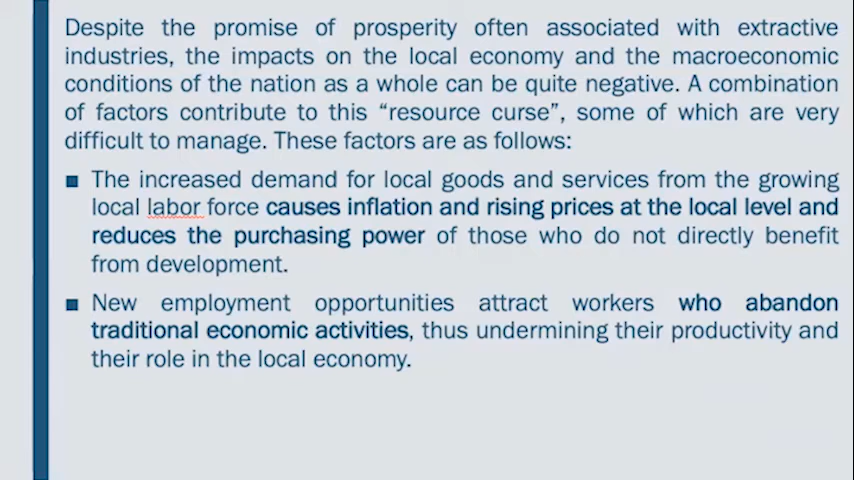 Despite the promise of prosperity often associated with extractive
industries, the impacts on the local economy and the macroeconomic
conditions of the nation as a whole can be quite negative. A combination
of factors contribute to this “resource curse”, some of which are very
difficult to manage. These factors are as follows:
■ The increased demand for local goods and services from the growing
local labor force causes inflation and rising prices at the local level and
reduces the purchasing power of those who do not directly benefit
from development.
■ New employment opportunities attract workers who abandon
traditional economic activities, thus undermining their productivity and
their role in the local economy.